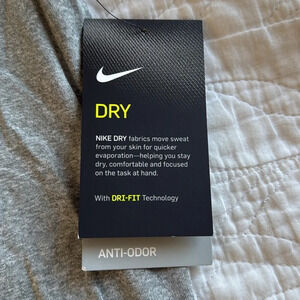 DRY
NIKE DRY fabrics move sweat
from your skin for quicker
evaporation—helping you stay
dry, comfortable and focused
on the task at hand.
With DRI-FIT Technology
ANTI-ODOR